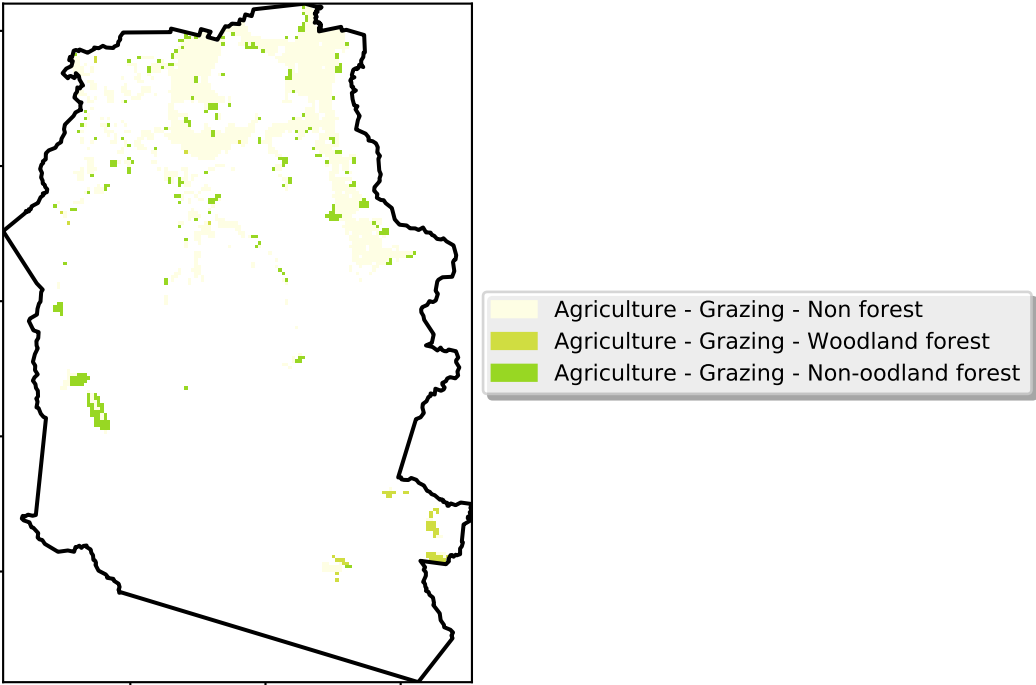 Agriculture - Grazing - Non forest
Agriculture - Grazing - Woodland forest
Agriculture - Grazing - Non-oodland forest